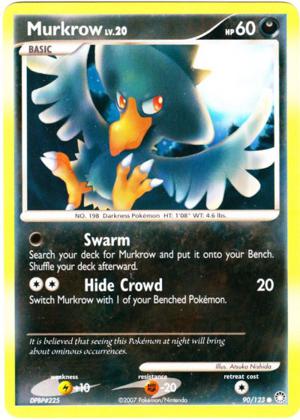 Murkrow LV.20 HP 60
BASIC
NO. 198 Darkness Pokémon HT: 1'08" WT: 4.6 lbs.
Swarm
Search your deck for Murkrow and put it onto your Bench.
Shuffle your deck afterward.
Hide Crowd 20
Switch Murkrow with 1 of your Benched Pokémon.
It is believed that seeing this Pokémon at night will bring
about ominous occurrences.
Illus. Atsuko Nishida
weakness resistance retreat cost
+10 -20
DPBP#225 ©2007 Pokémon/Nintendo 90/123